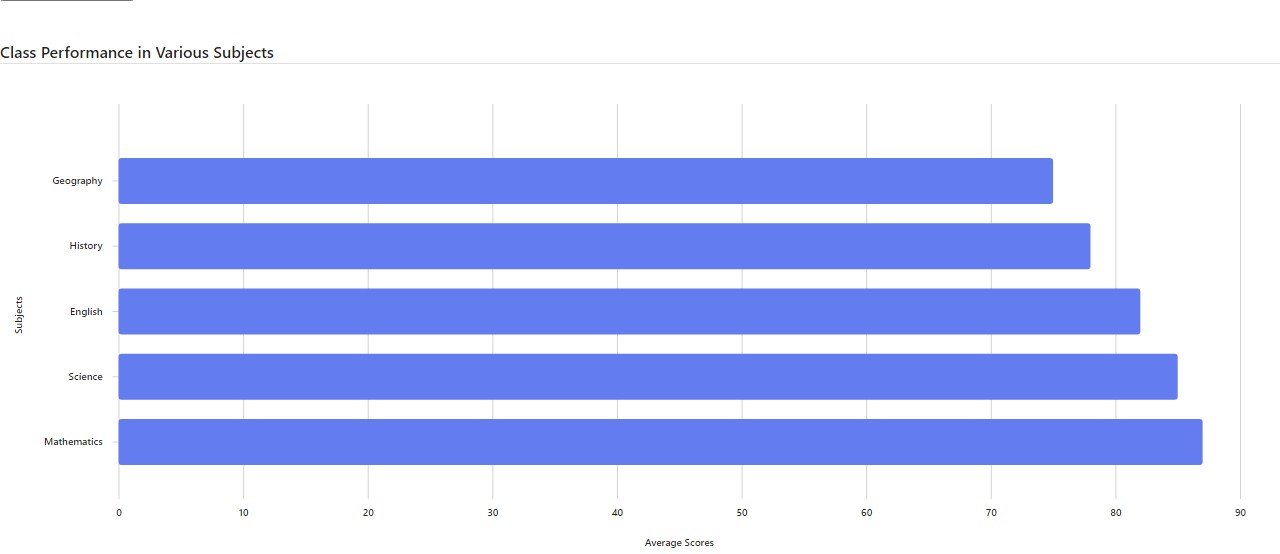 Class Performance in Various Subjects
Geography
History
English
Science
Mathematics
Subjects
0 10 20 30 40 50 60 70 80 90
Average Scores